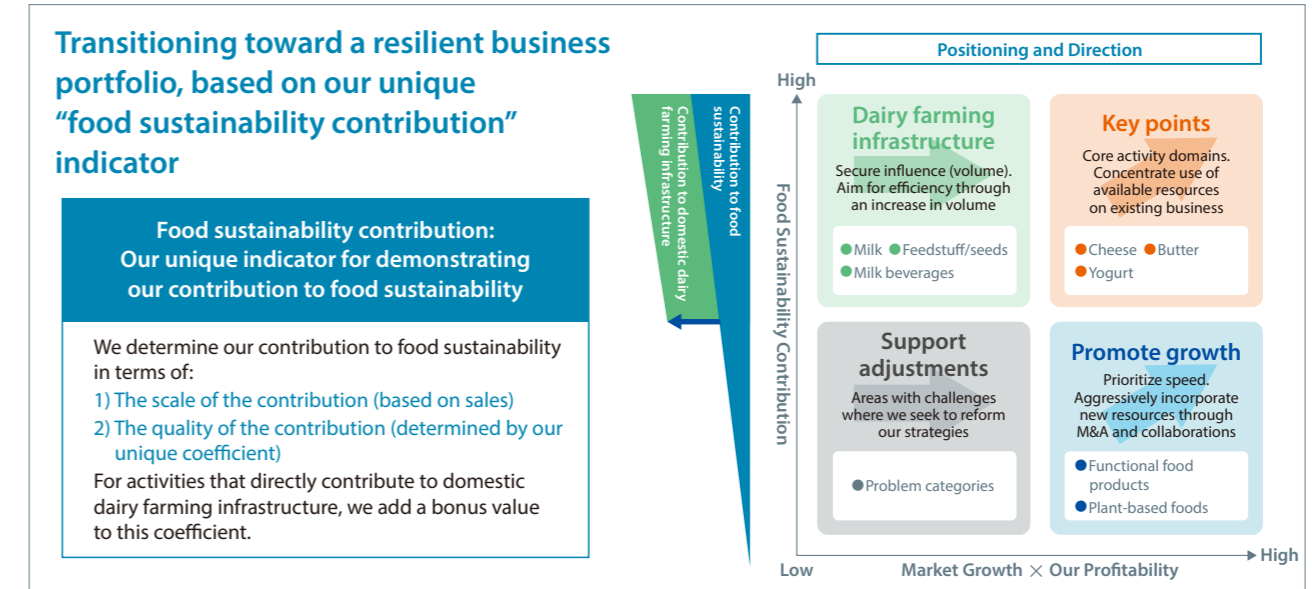 Transitioning toward a resilient business
portfolio, based on our unique
“food sustainability contribution”
indicator
Food sustainability contribution:
Our unique indicator for demonstrating
our contribution to food sustainability
We determine our contribution to food sustainability
in terms of:
1) The scale of the contribution (based on sales)
2) The quality of the contribution (determined by our
unique coefficient)
For activities that directly contribute to domestic
dairy farming infrastructure, we add a bonus value
to this coefficient.
Contribution to food
sustainability
Contribution to domestic dairy
farming infrastructure
Positioning and Direction
High
Food Sustainability Contribution
Dairy farming
infrastructure
Secure influence (volume).
Aim for efficiency through
an increase in volume
●Milk ●Feedstuff/seeds
●Milk beverages
Key points
Core activity domains.
Concentrate use of
available resources
on existing business
●Cheese ●Butter
●Yogurt
Support
adjustments
Areas with challenges
where we seek to reform
our strategies
●Problem categories
Promote growth
Prioritize speed.
Aggressively incorporate
new resources through
M&A and collaborations
●Functional food
products
●Plant-based foods
Low
Market Growth × Our Profitability
High